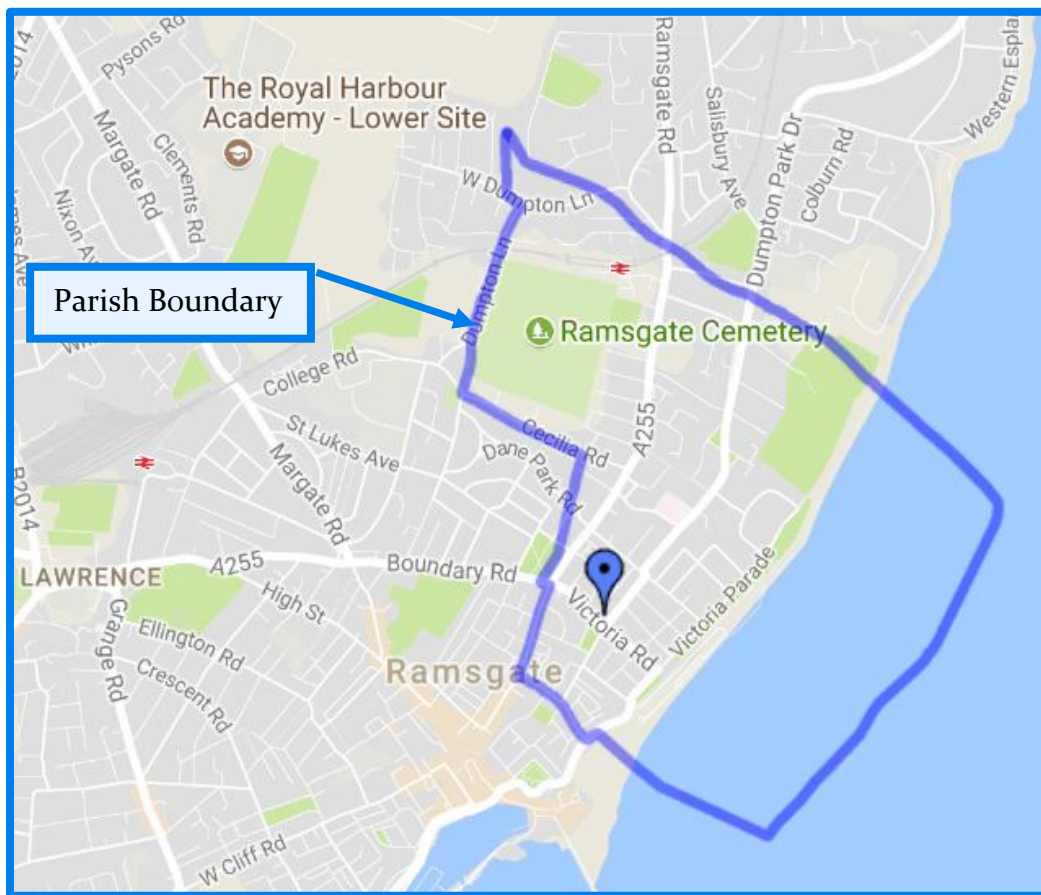 2014
Pysons Rd
The Royal Harbour
Academy - Lower Site
Margate Rd
Clements Rd
Nixon Ave
Ramsgate Rd
Salisbury Ave
Dumpton Park Dr
Colburn Rd
Western Esplan
W Dumpton Ln
Dumpton Ln
Parish Boundary
Ramsgate Cemetery
College Rd
St Lukes Ave
Margate Rd
Cecilia Rd
Dane Park Rd
A255
B2014
A255
LAWRENCE
Boundary Rd
High St
Grange Rd
Ellington Rd
Crescent Rd
Victoria Rd
Victoria Parade
Ramsgate
W Cliff Rd